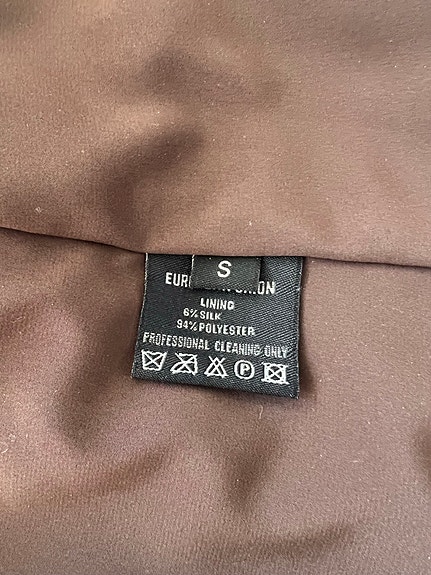 S
LINING
6% SILK
94% POLYESTER
PROFESSIONAL CLEANING ONLY
P